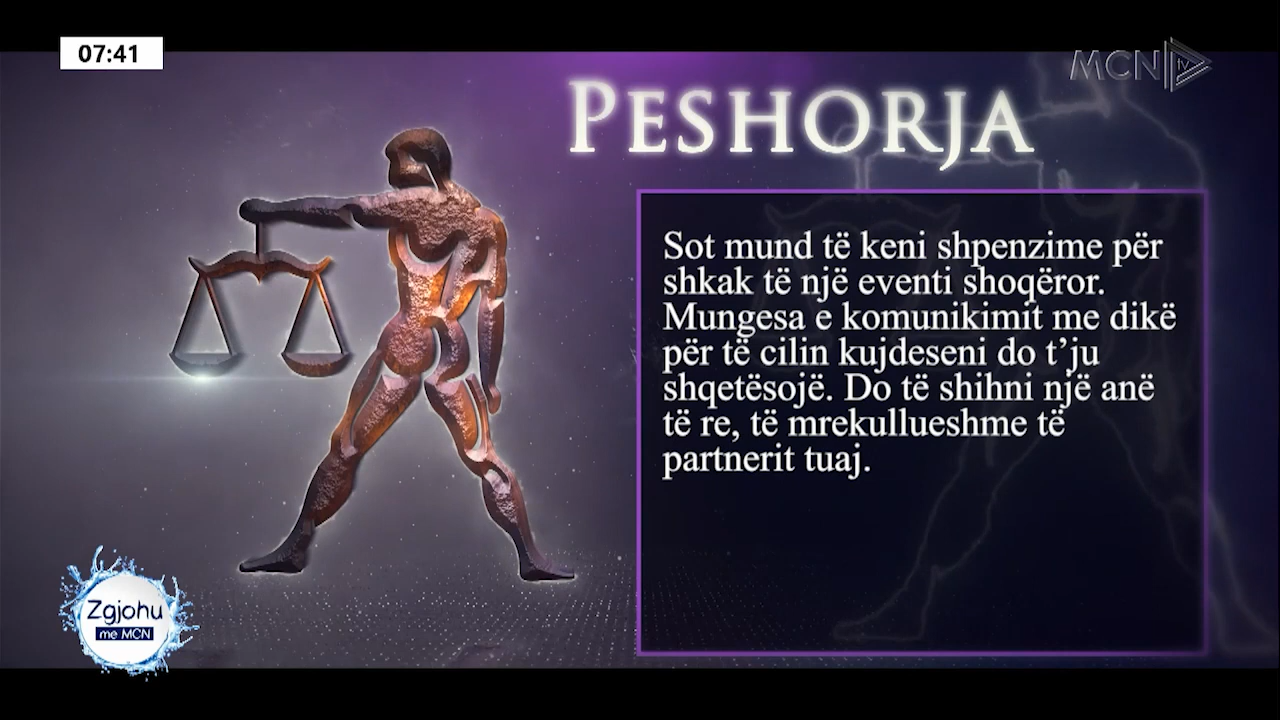 07:41
MCN tv
PESHORJA
Sot mund të keni shpenzime për
shkak të një eventi shoqëror.
Mungesa e komunikimit me dikë
për të cilin kujdeseni do t’ju
shqetësojë. Do të shihni një anë
të re, të mrekullueshme të
partnerit tuaj.
Zgjohu
me MCN